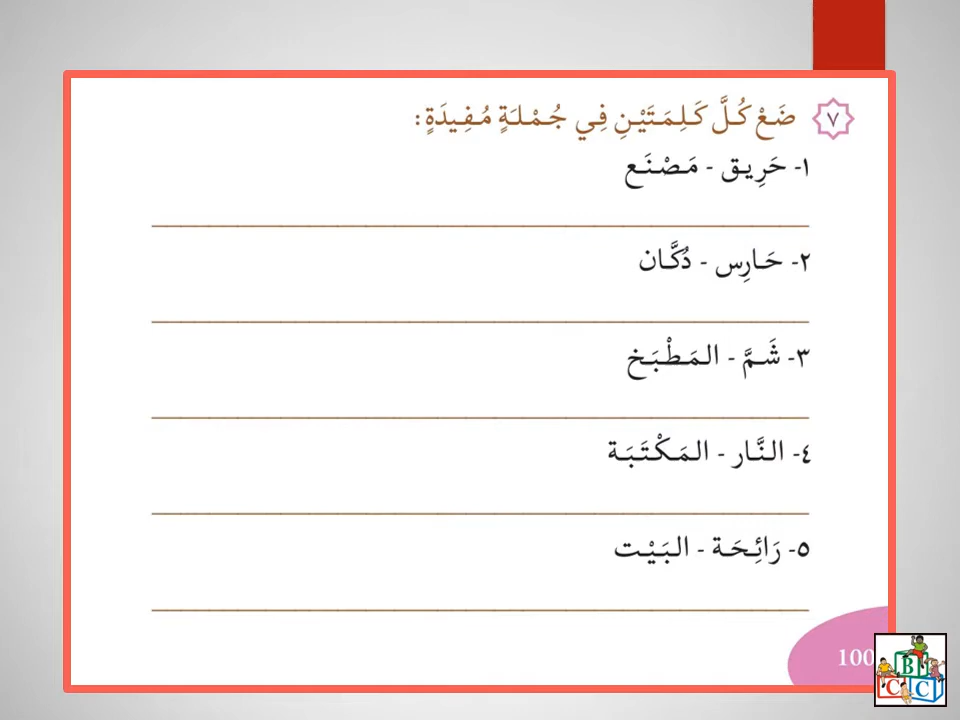 ٧ ضَعْ كُلَّ كَلِمَتَيْنِ فِي جُمْلَةٍ مُفِيدَةٍ :
١- حَرِيق - مَصْنَع
٢- حَارِس - دُكَّان
٣- شَمَّ - المَطْبَخ
٤- النَّار - المَكْتَبَة
٥- رَائِحَة - البَيْت
100
B
C C